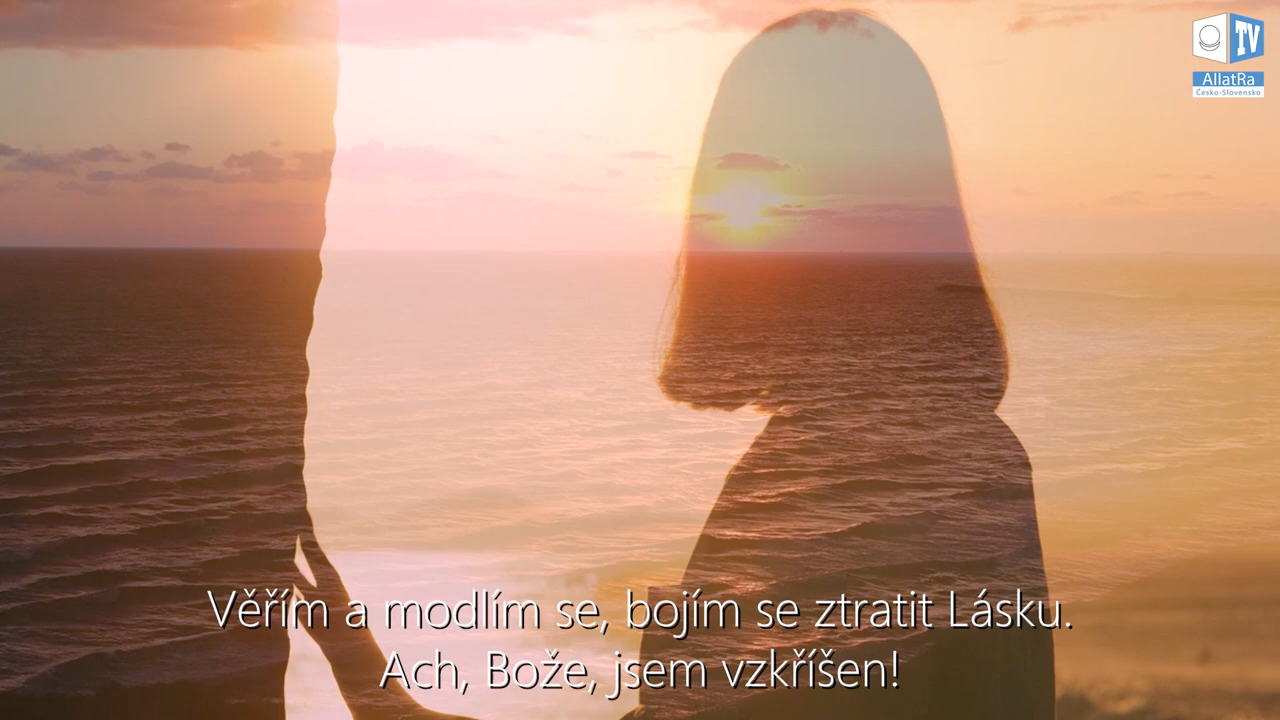 TV
AllatRa
Česko-Slovensko
Věřím a modlím se, bojím se ztratit Lásku.
Ach, Bože, jsem vzkříšen!